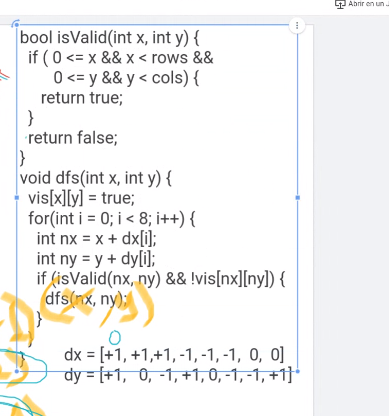 Abrir en un
bool isValid(int x, int y) {
if ( 0 <= x && x < rows &&
0 <= y && y < cols) {
return true;
}
return false;
}
void dfs(int x, int y) {
vis[x][y] = true;
for(int i = 0; i < 8; i++) {
int nx = x + dx[i];
int ny = y + dy[i];
if (isValid(nx, ny) && !vis[nx][ny]) {
dfs(nx, ny);
}
}
}
0
dx = [+1, +1,+1, -1, -1, -1, 0, 0]
dy = [+1, 0, -1, +1, 0, -1, -1, +1]